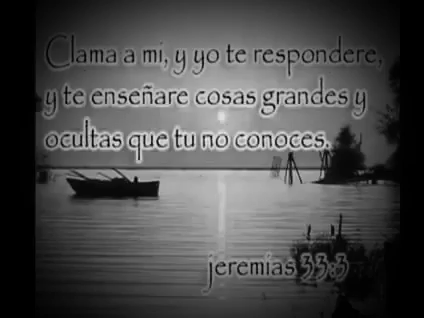 Clama a mi, y yo te respondere,
y te enseñare cosas grandes y
ocultas que tu no conoces.
jeremias 33:3